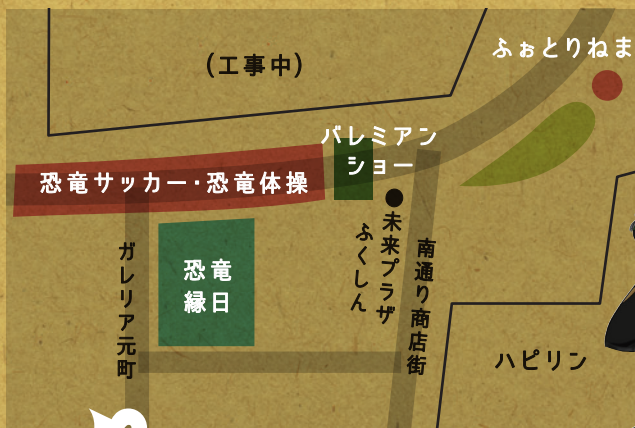 (工事中)
ふぉとりねま
バレミアン
ショー
恐竜サッカー・恐竜体操
未来プラザ
ふくしん
南通り商店街
ガレリア元町
恐竜
縁日
ハピリン